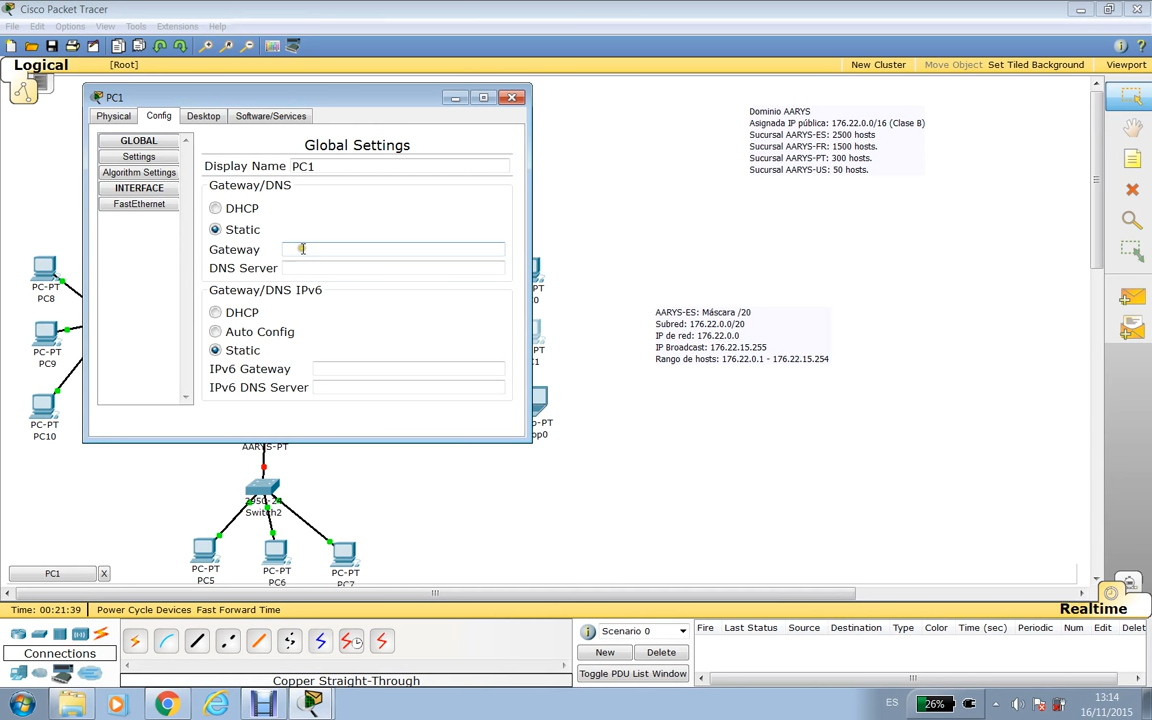 Cisco Packet Tracer
File Edit Options View Tools Extensions Help
Logical [Root] New Cluster Move Object Set Tiled Background Viewport
PC1
Physical Config Desktop Software/Services
GLOBAL
Settings
Algorithm Settings
INTERFACE
FastEthernet
Global Settings
Display Name PC1
Gateway/DNS
DHCP
Static
Gateway
DNS Server
Gateway/DNS IPv6
DHCP
Auto Config
Static
IPv6 Gateway
IPv6 DNS Server
Dominio AARYS
Asignada IP pública: 176.22.0.0/16 (Clase B)
Sucursal AARYS-ES: 2500 hosts
Sucursal AARYS-FR: 1500 hosts.
Sucursal AARYS-PT: 300 hosts.
Sucursal AARYS-US: 50 hosts.
AARYS-ES: Máscara /20
Subred: 176.22.0.0/20
IP de red: 176.22.0.0
IP Broadcast: 176.22.15.255
Rango de hosts: 176.22.0.1 - 176.22.15.254
PC-PT
PC8
PC-PT
PC9
PC-PT
PC10
AARYS-PT
2950-24
Switch2
PC-PT
PC5
PC-PT
PC6
PC-PT
PC7
PC1 X
Time: 00:21:39 Power Cycle Devices Fast Forward Time Realtime
Connections
Copper Straight-Through
Scenario 0
New Delete
Toggle PDU List Window
Fire Last Status Source Destination Type Color Time (sec) Periodic Num Edit Delet
ES 26% 13:14
16/11/2015